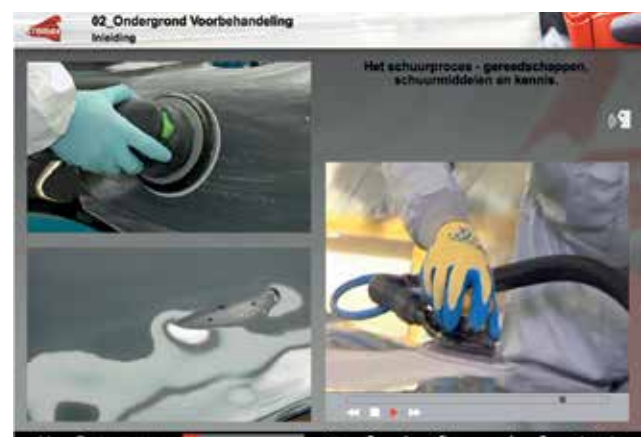 02_Ondergrond Voorbehandeling
Inleiding
Het schuurproces - gereedschappen,
schuurmiddelen en kennis.